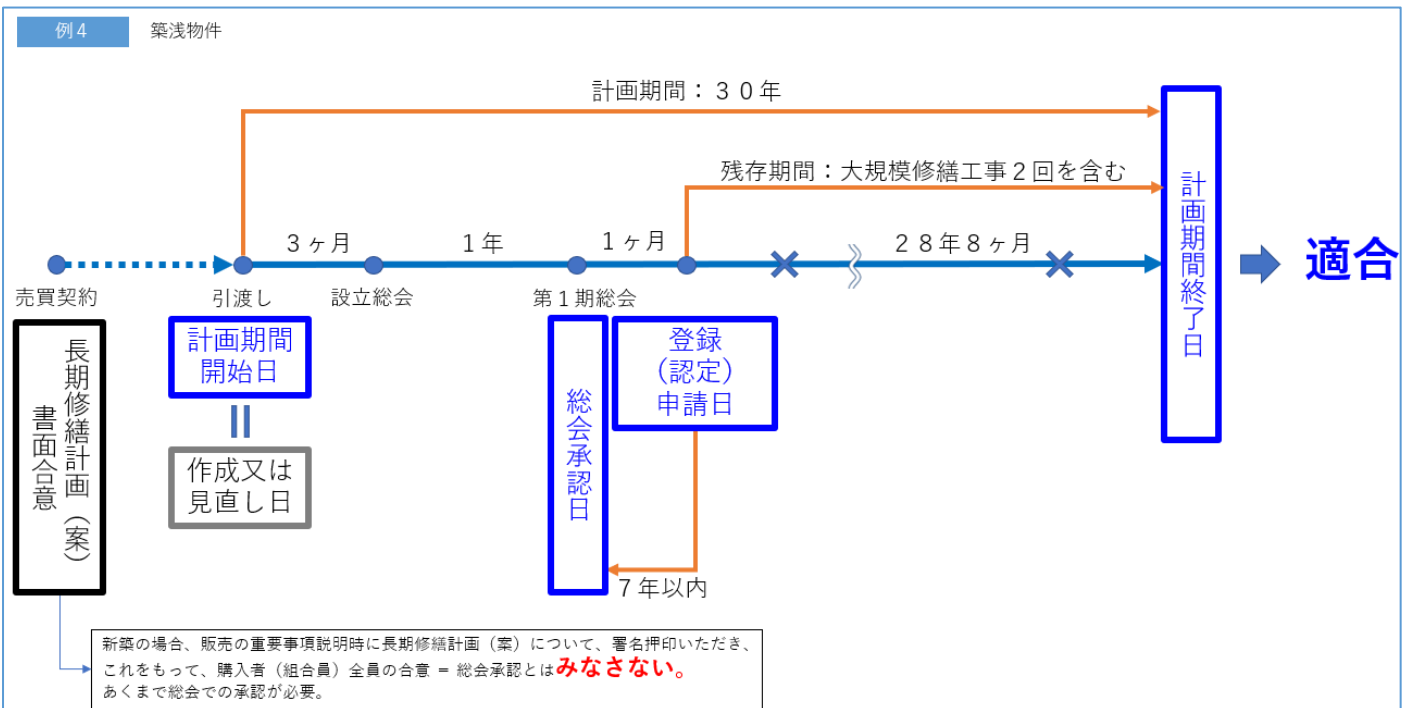 例4
築浅物件
計画期間：３０年
残存期間：大規模修繕工事２回を含む
３ヶ月
１年
１ヶ月
２８年８ヶ月
売買契約
引渡し
設立総会
第１期総会
計画期間終了日
適合
長期修繕計画（案）
書面合意
計画期間
開始日
作成又は
見直し日
総会承認日
登録
（認定）
申請日
７年以内
新築の場合、販売の重要事項説明時に長期修繕計画（案）について、署名押印いただき、
これをもって、購入者（組合員）全員の合意 = 総会承認とはみなさない。
あくまで総会での承認が必要。